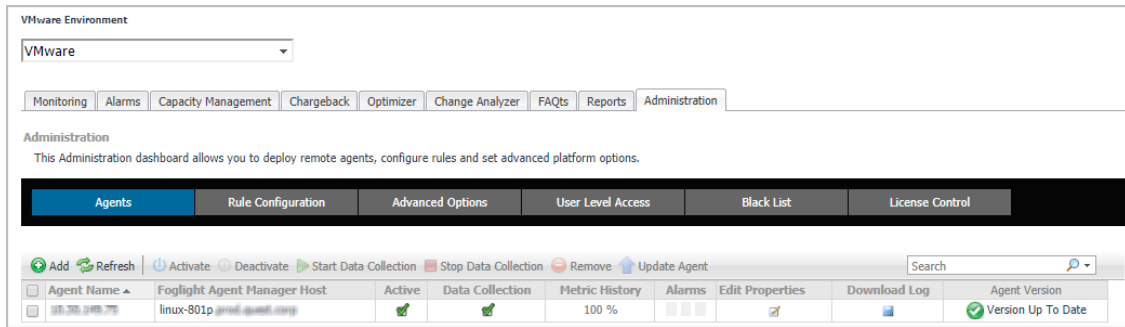 VMware Environment
VMware
Monitoring Alarms Capacity Management Chargeback Optimizer Change Analyzer FAQts Reports Administration
Administration
This Administration dashboard allows you to deploy remote agents, configure rules and set advanced platform options.
Agents Rule Configuration Advanced Options User Level Access Black List License Control
Add Refresh Activate Deactivate Start Data Collection Stop Data Collection Remove Update Agent Search
Agent Name Foglight Agent Manager Host Active Data Collection Metric History Alarms Edit Properties Download Log Agent Version
linux-801p 100 % Version Up To Date